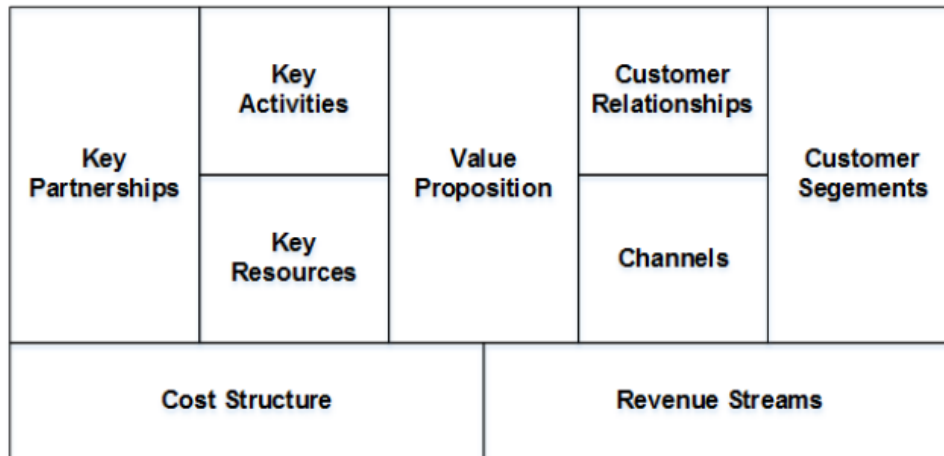 Key
Partnerships
Key
Activities
Key
Resources
Value
Proposition
Customer
Relationships
Channels
Customer
Segements
Cost Structure
Revenue Streams